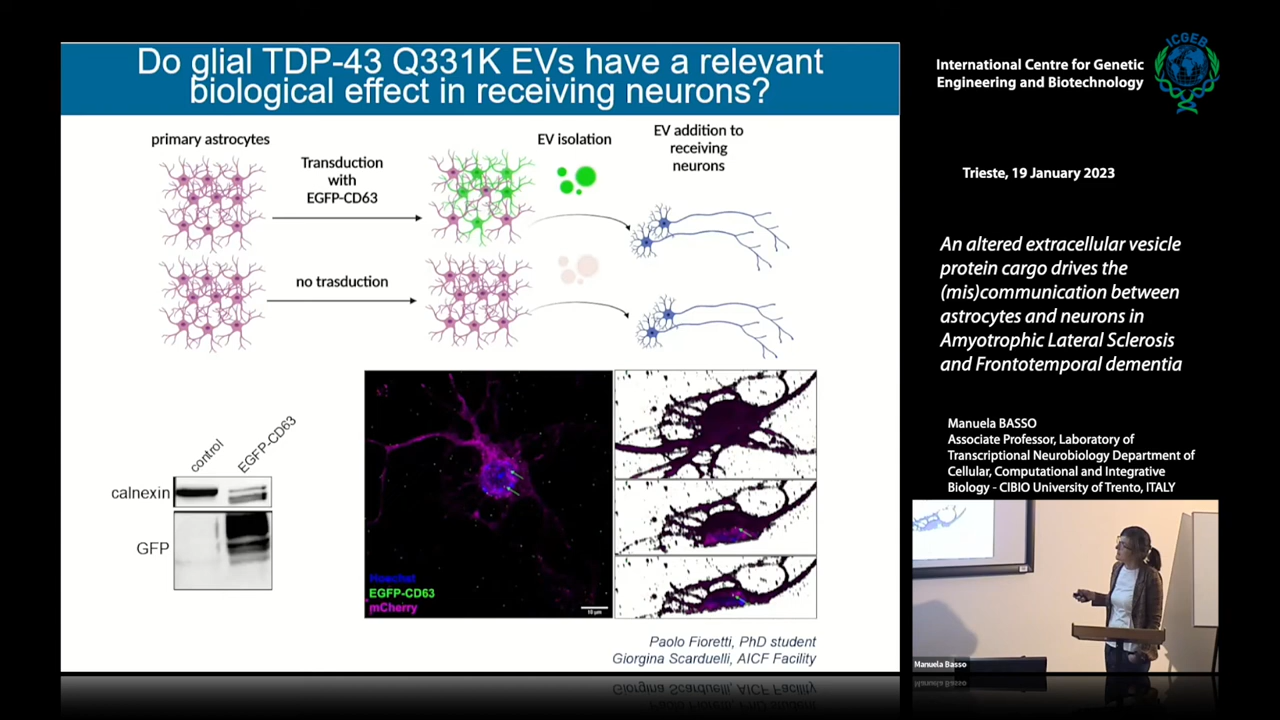 Do glial TDP-43 Q331K EVs have a relevant
biological effect in receiving neurons?
primary astrocytes
Transduction
with
EGFP-CD63
EV isolation
EV addition to
receiving
neurons
no trasduction
control
EGFP-CD63
calnexin
GFP
Hoechst
EGFP-CD63
mCherry
10 µm
Paolo Fioretti, PhD student
Giorgina Scarduelli, AICF Facility
International Centre for Genetic
Engineering and Biotechnology
ICGEB
Trieste, 19 January 2023
An altered extracellular vesicle
protein cargo drives the
(mis)communication between
astrocytes and neurons in
Amyotrophic Lateral Sclerosis
and Frontotemporal dementia
Manuela BASSO
Associate Professor, Laboratory of
Transcriptional Neurobiology Department of
Cellular, Computational and Integrative
Biology - CIBIO University of Trento, ITALY
Manuela Basso